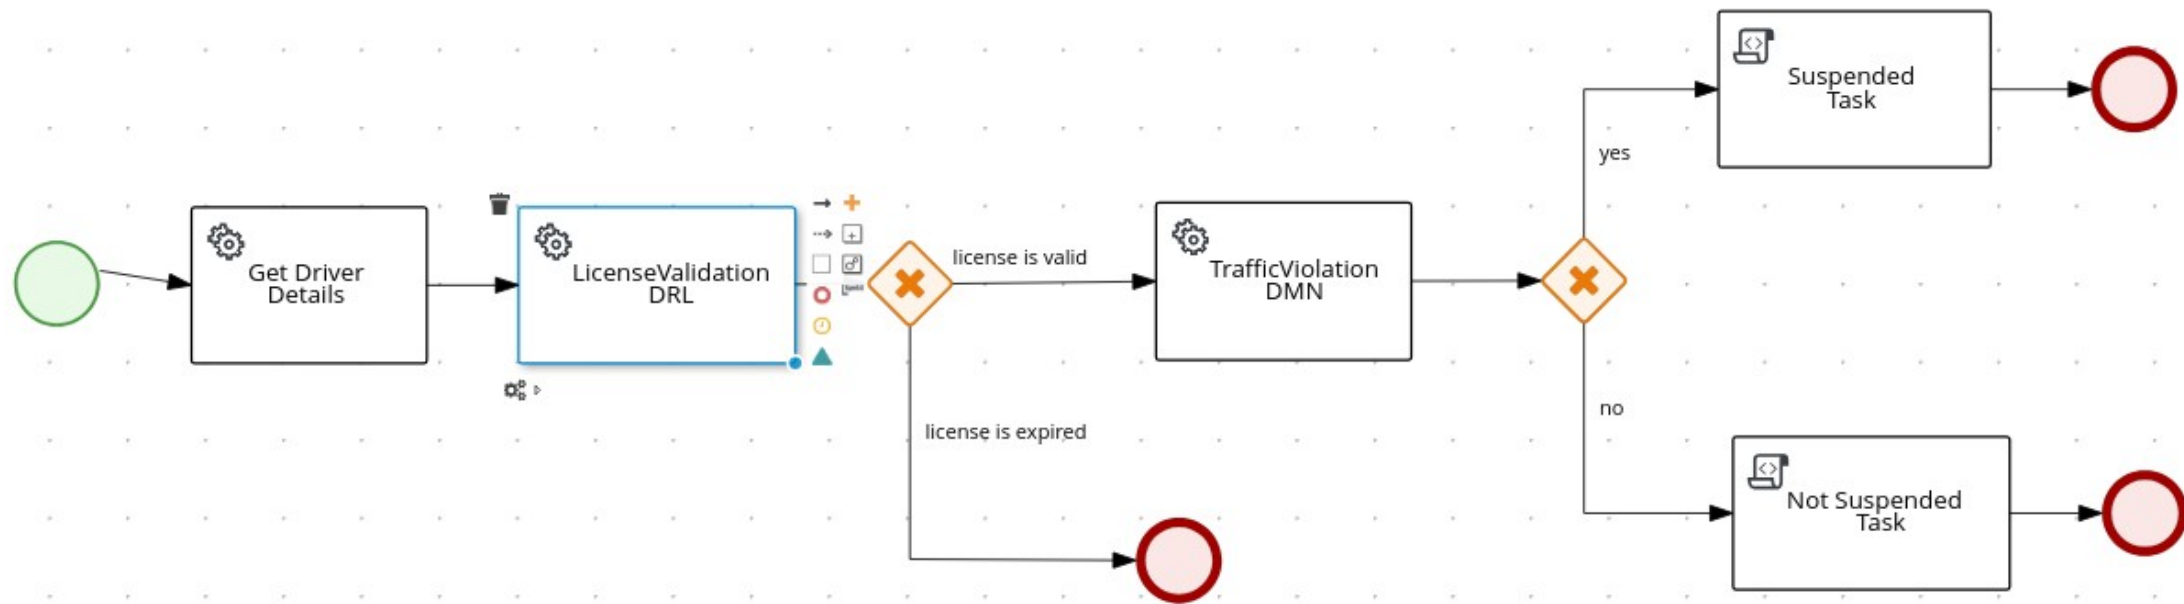 Suspended
Task
yes
Get Driver
Details
LicenseValidation
DRL
license is valid
TrafficViolation
DMN
license is expired
no
Not Suspended
Task